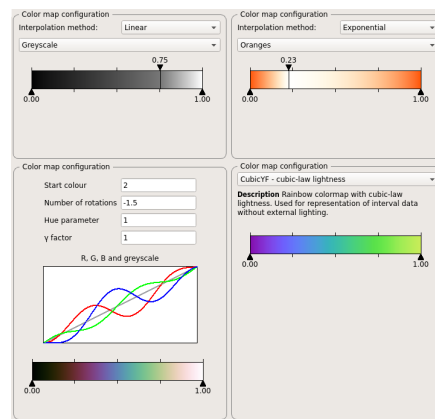 Color map configuration
Interpolation method: Linear
Greyscale
0.75
0.00 1.00
Color map configuration
Interpolation method: Exponential
Oranges
0.23
0.00 1.00
Color map configuration
Start colour 2
Number of rotations -1.5
Hue parameter 1
γ factor 1
R, G, B and greyscale
0.00 1.00
Color map configuration
CubicYF - cubic-law lightness
Description Rainbow colormap with cubic-law
lightness. Used for representation of interval data
without external lighting.
0.00 1.00